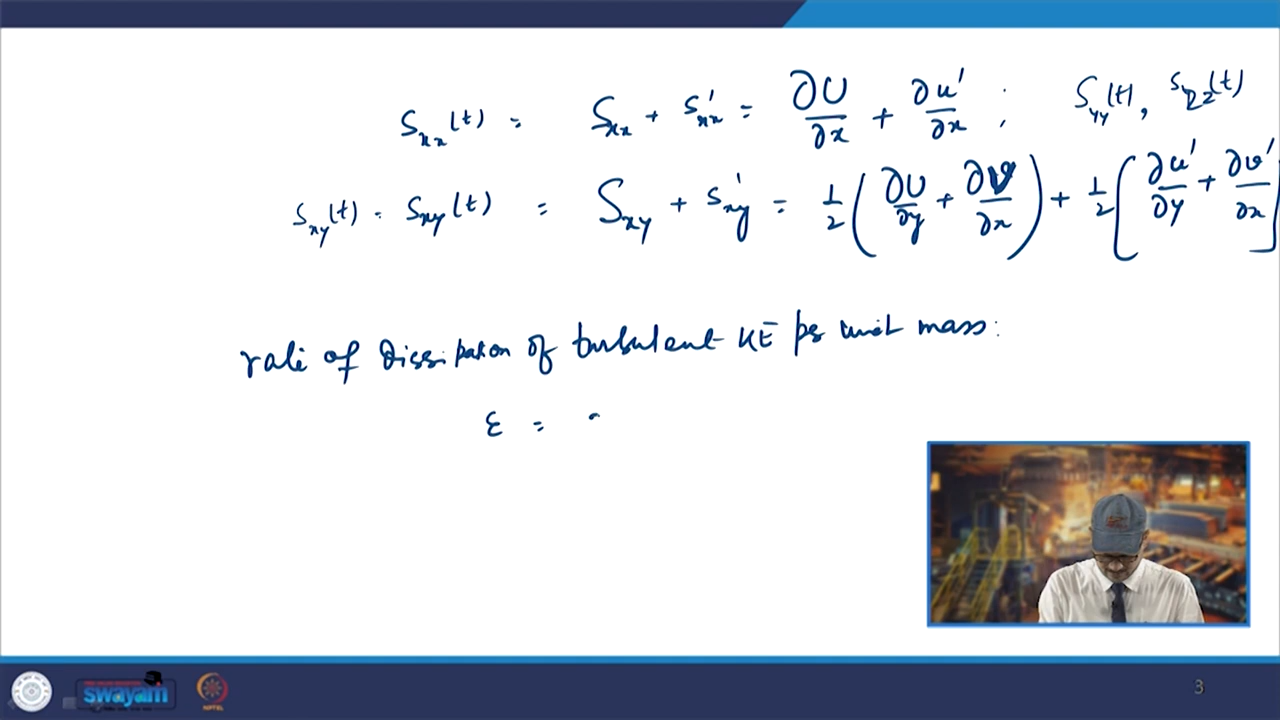 S_xx(t) = S_xx + s'_xx = ∂U/∂x + ∂u'/∂x ; S_yy(t), S_zz(t)
S_xy(t) = S_xy(t) = S_xy + s'_xy = 1/2 (∂U/∂y + ∂V/∂x) + 1/2 [∂u'/∂y + ∂v'/∂x]
rate of Dissipation of turbulent KE per unit mass:
ε =
swayam
NPTEL
3